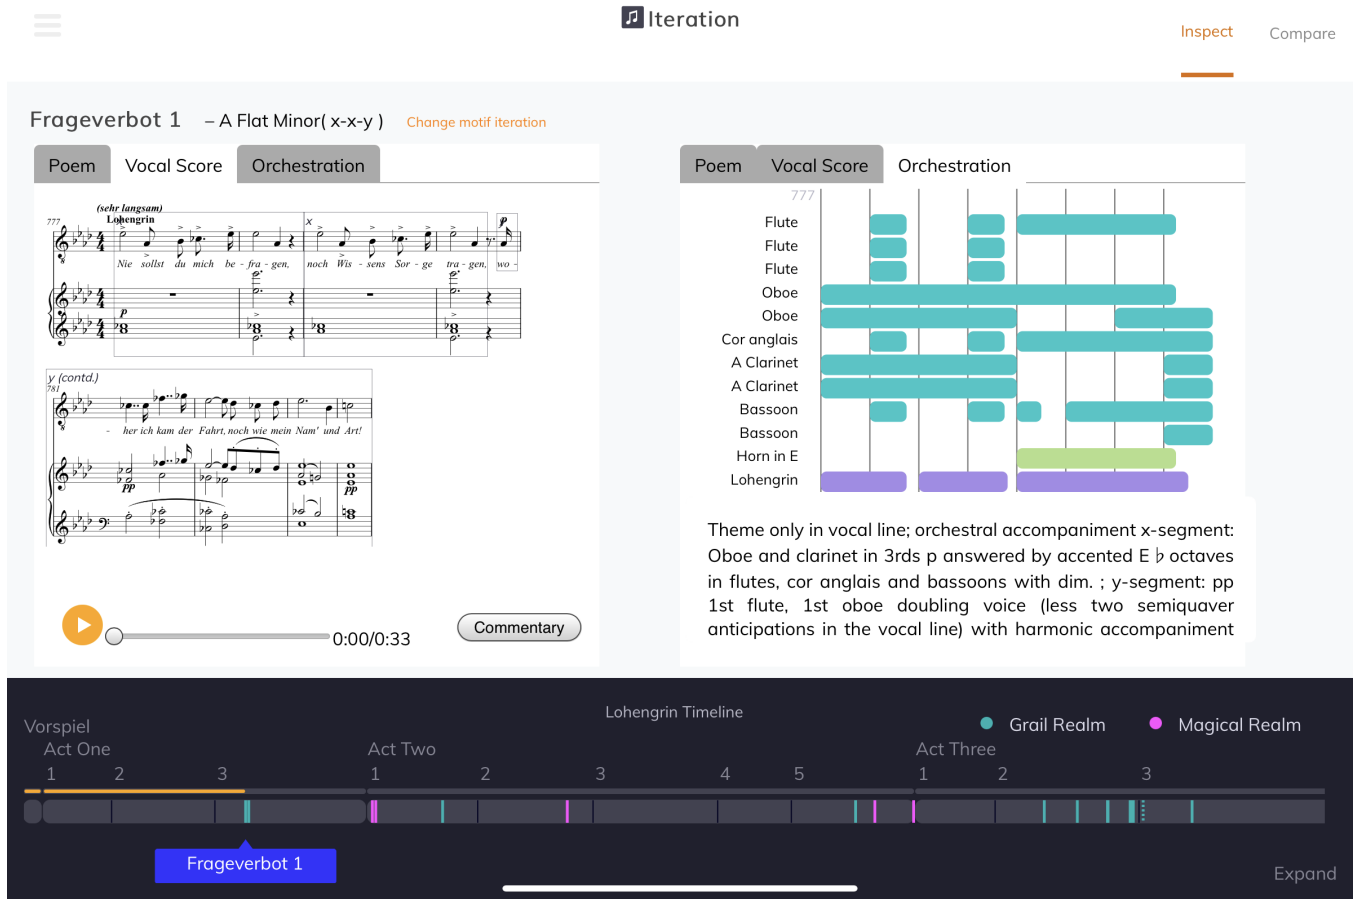 Iteration
Inspect
Compare
Frageverbot 1 – A Flat Minor( x-x-y ) Change motif iteration
Poem Vocal Score Orchestration
(sehr langsam)
Lohengrin
777
x
p
Nie sollst du mich be - fra - gen, noch Wis - sens Sor - ge tra - gen, wo -
p
y (contd.)
781
- her ich kam der Fahrt, noch wie mein Nam' und Art!
pp
pp
0:00/0:33
Commentary
Poem Vocal Score Orchestration
777
Flute
Flute
Flute
Oboe
Oboe
Cor anglais
A Clarinet
A Clarinet
Bassoon
Bassoon
Horn in E
Lohengrin
Theme only in vocal line; orchestral accompaniment x-segment:
Oboe and clarinet in 3rds p answered by accented E♭octaves
in flutes, cor anglais and bassoons with dim. ; y-segment: pp
1st flute, 1st oboe doubling voice (less two semiquaver
anticipations in the vocal line) with harmonic accompaniment
Lohengrin Timeline
Grail Realm
Magical Realm
Vorspiel
Act One
Act Two
Act Three
1 2 3 1 2 3 4 5 1 2 3
Frageverbot 1
Expand